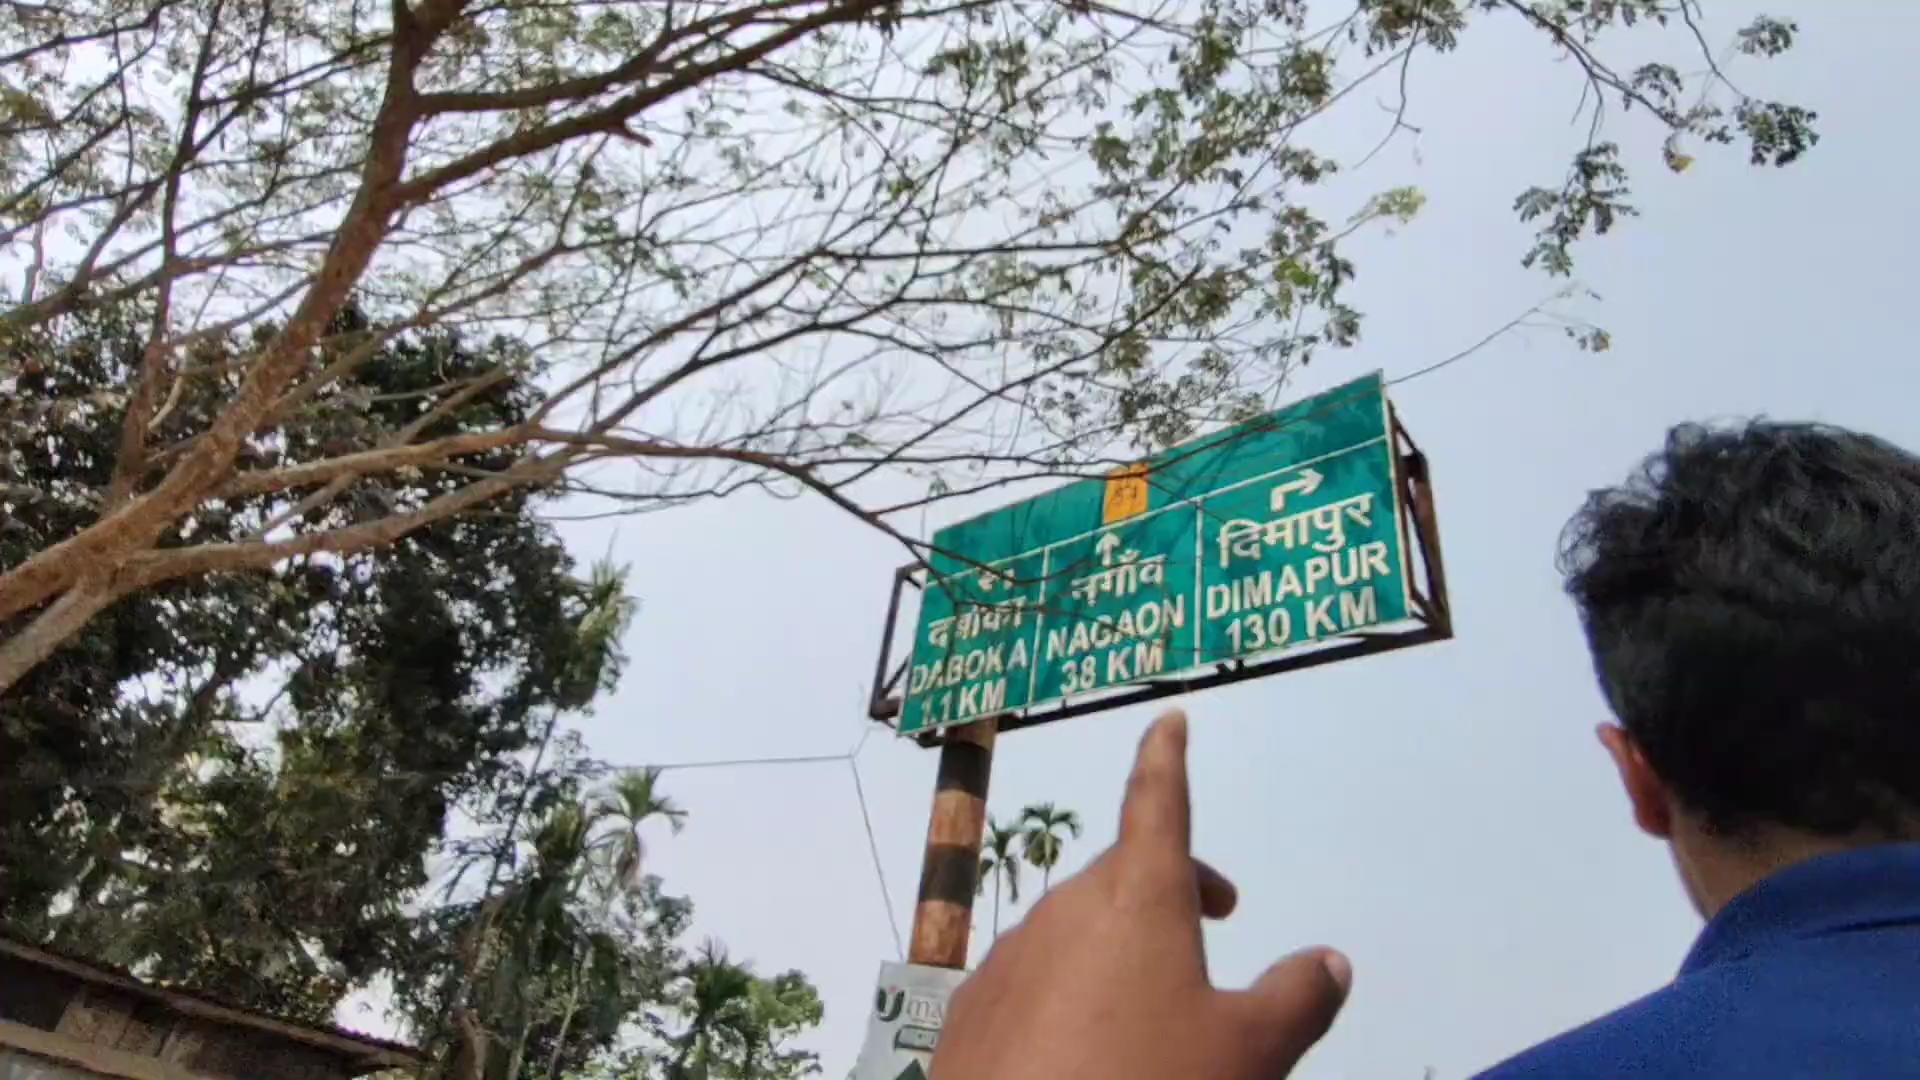 दबोका
DABOKA
1.1 KM
नगाँव
NAGAON
38 KM
दिमापुर
DIMAPUR
130 KM